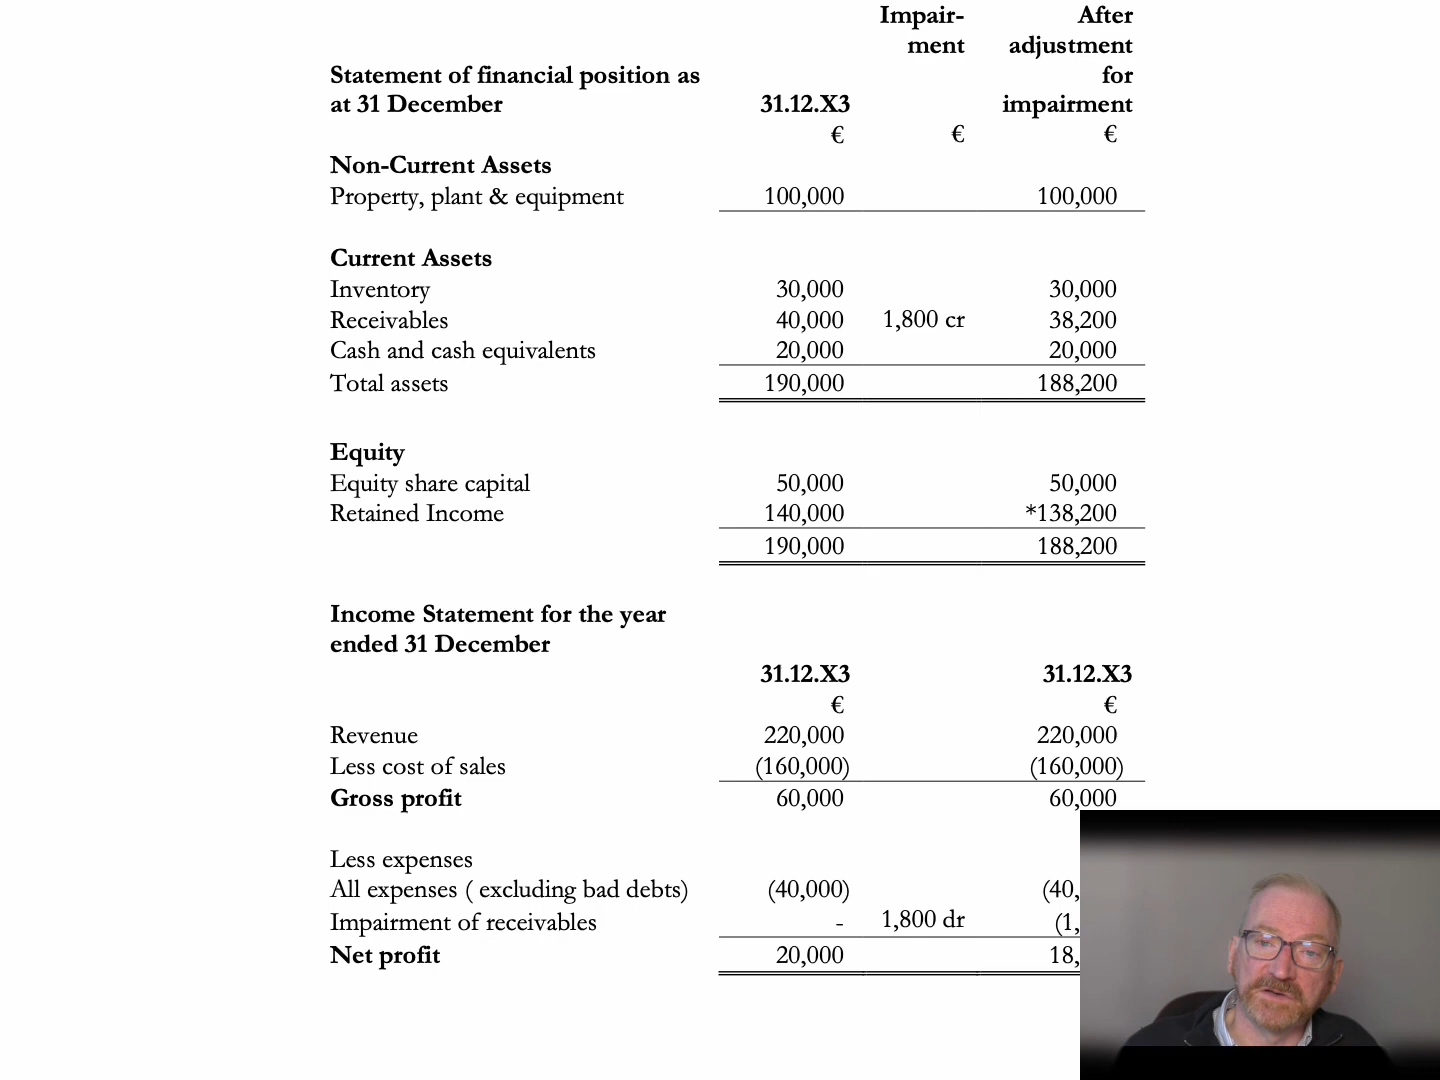 Impair-
ment
After
adjustment
for
impairment
Statement of financial position as
at 31 December 31.12.X3
€ € €
Non-Current Assets
Property, plant & equipment 100,000 100,000
Current Assets
Inventory 30,000 30,000
Receivables 40,000 1,800 cr 38,200
Cash and cash equivalents 20,000 20,000
Total assets 190,000 188,200
Equity
Equity share capital 50,000 50,000
Retained Income 140,000 *138,200
190,000 188,200
Income Statement for the year
ended 31 December
31.12.X3 31.12.X3
€ €
Revenue 220,000 220,000
Less cost of sales (160,000) (160,000)
Gross profit 60,000 60,000
Less expenses
All expenses ( excluding bad debts) (40,000) (40,
Impairment of receivables - 1,800 dr (1,
Net profit 20,000 18,